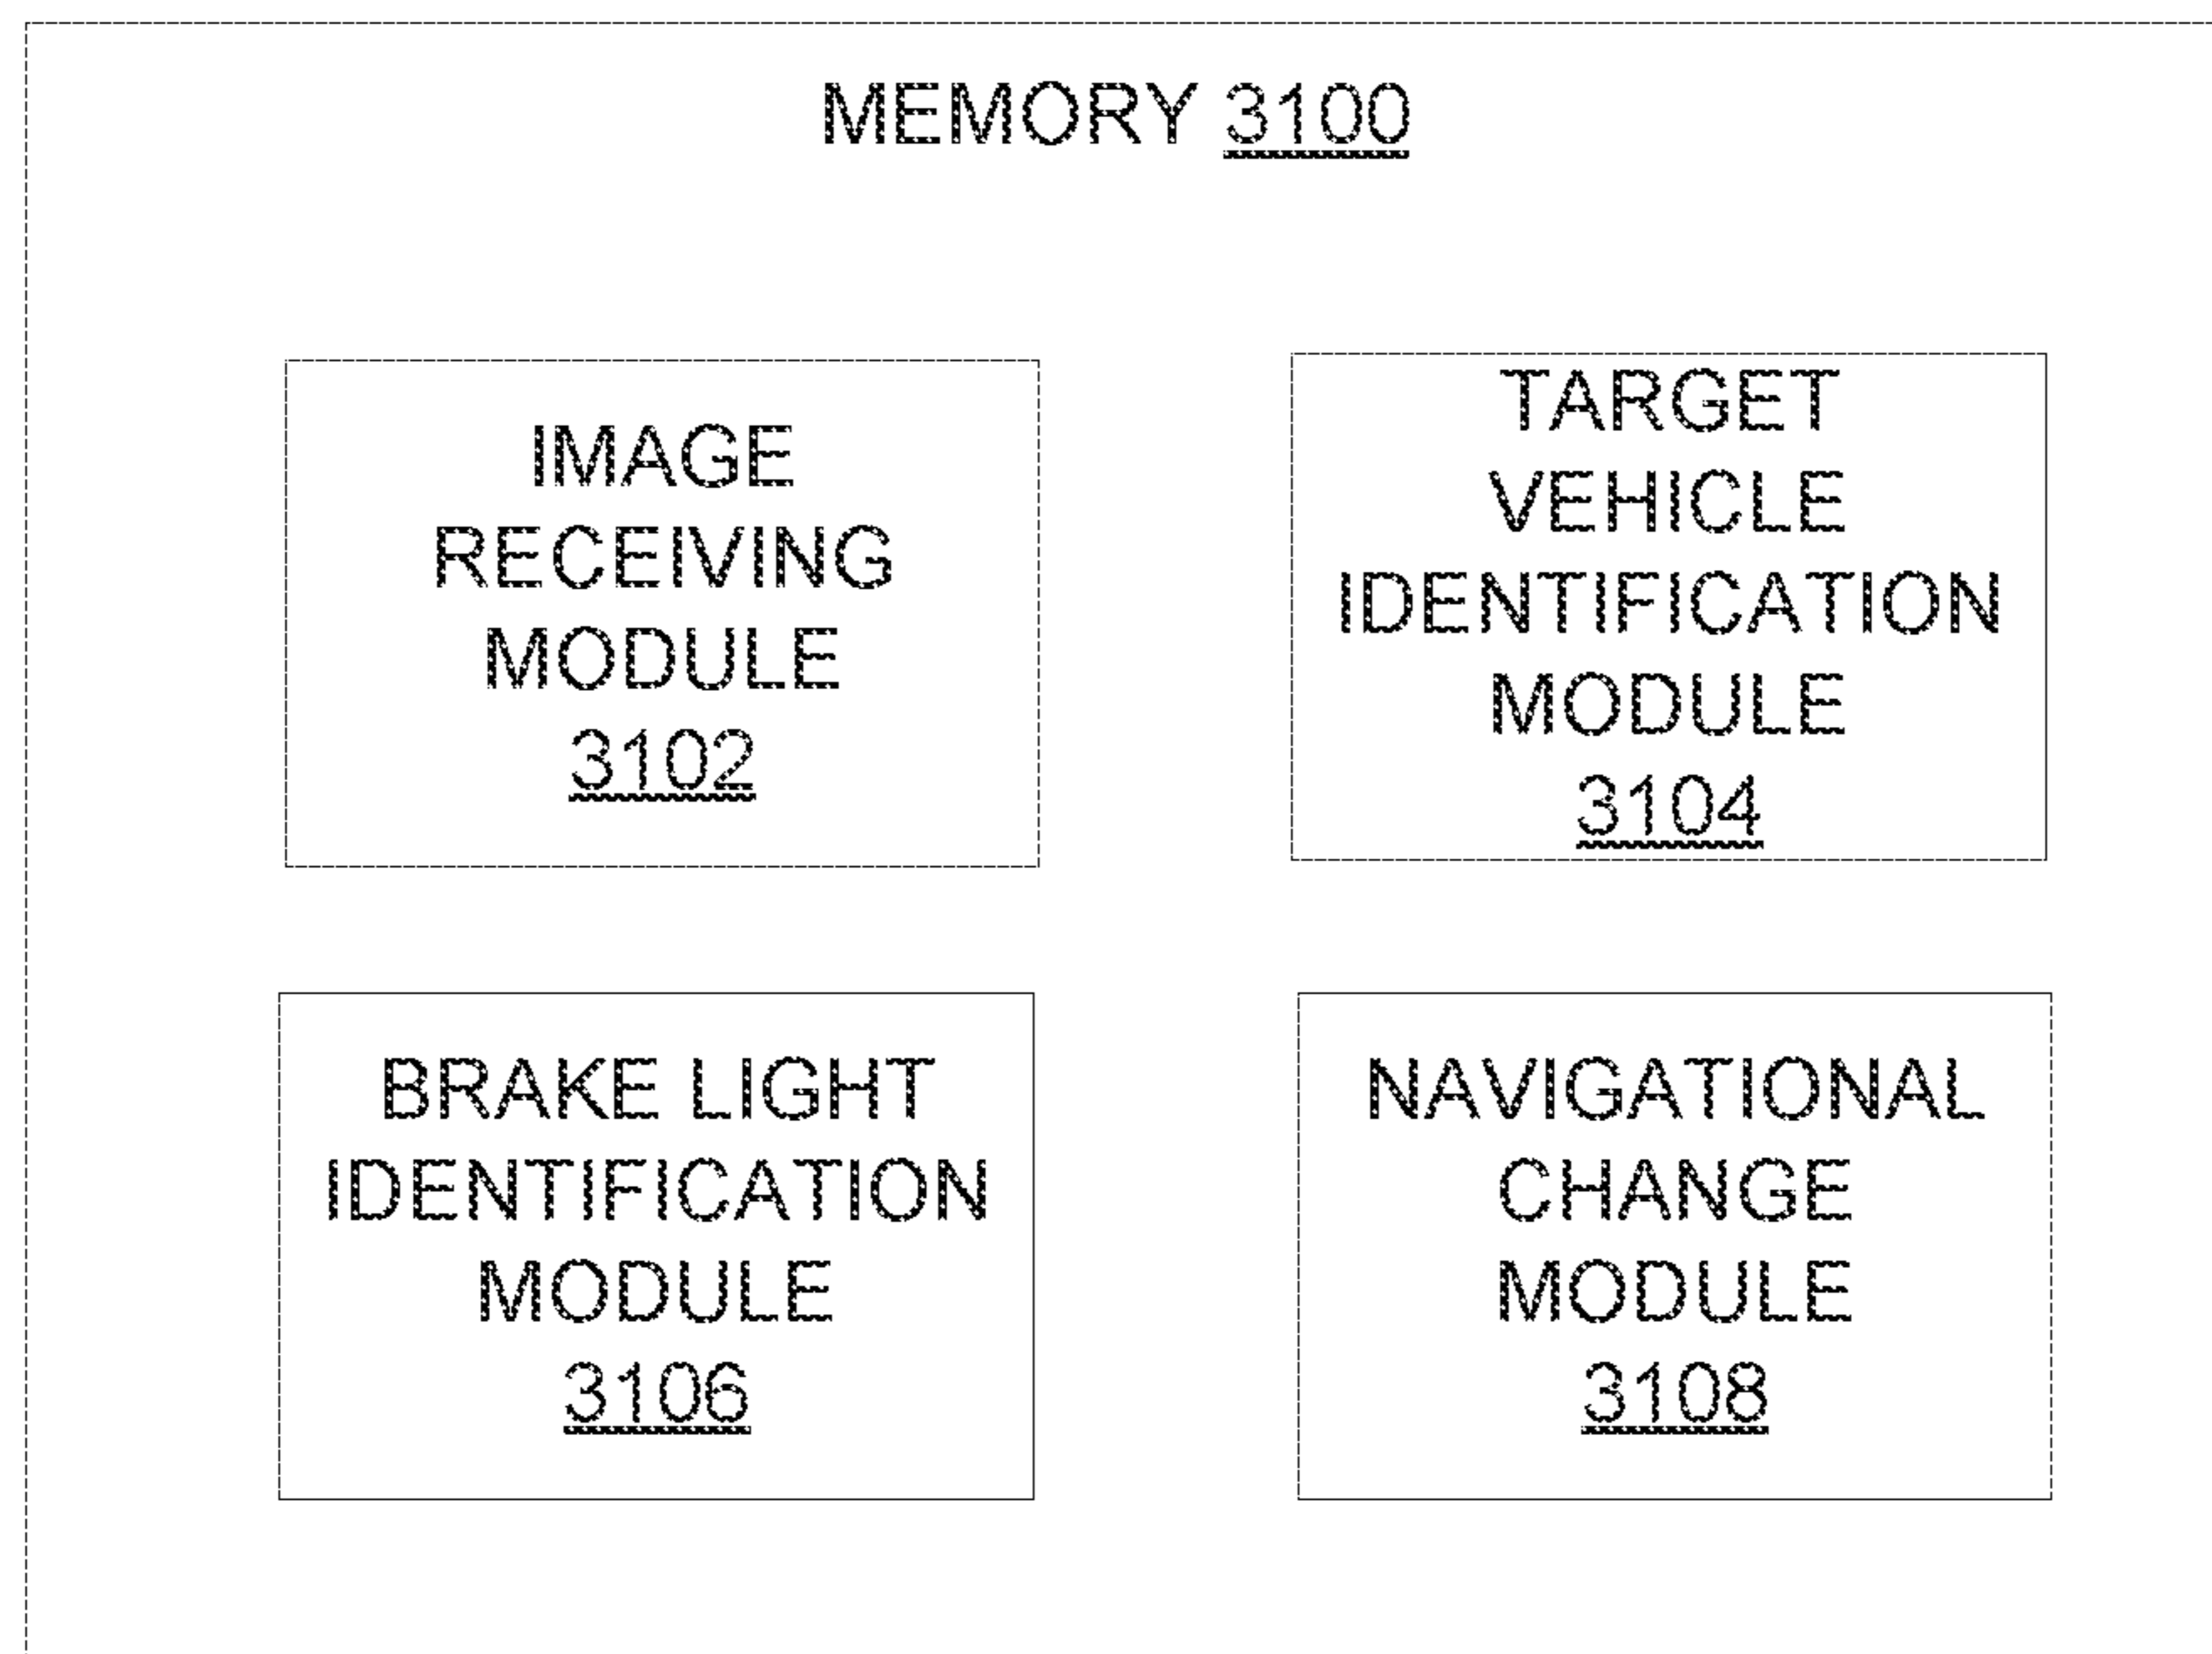 MEMORY 3100
IMAGE
RECEIVING
MODULE
3102
TARGET
VEHICLE
IDENTIFICATION
MODULE
3104
BRAKE LIGHT
IDENTIFICATION
MODULE
3106
NAVIGATIONAL
CHANGE
MODULE
3108